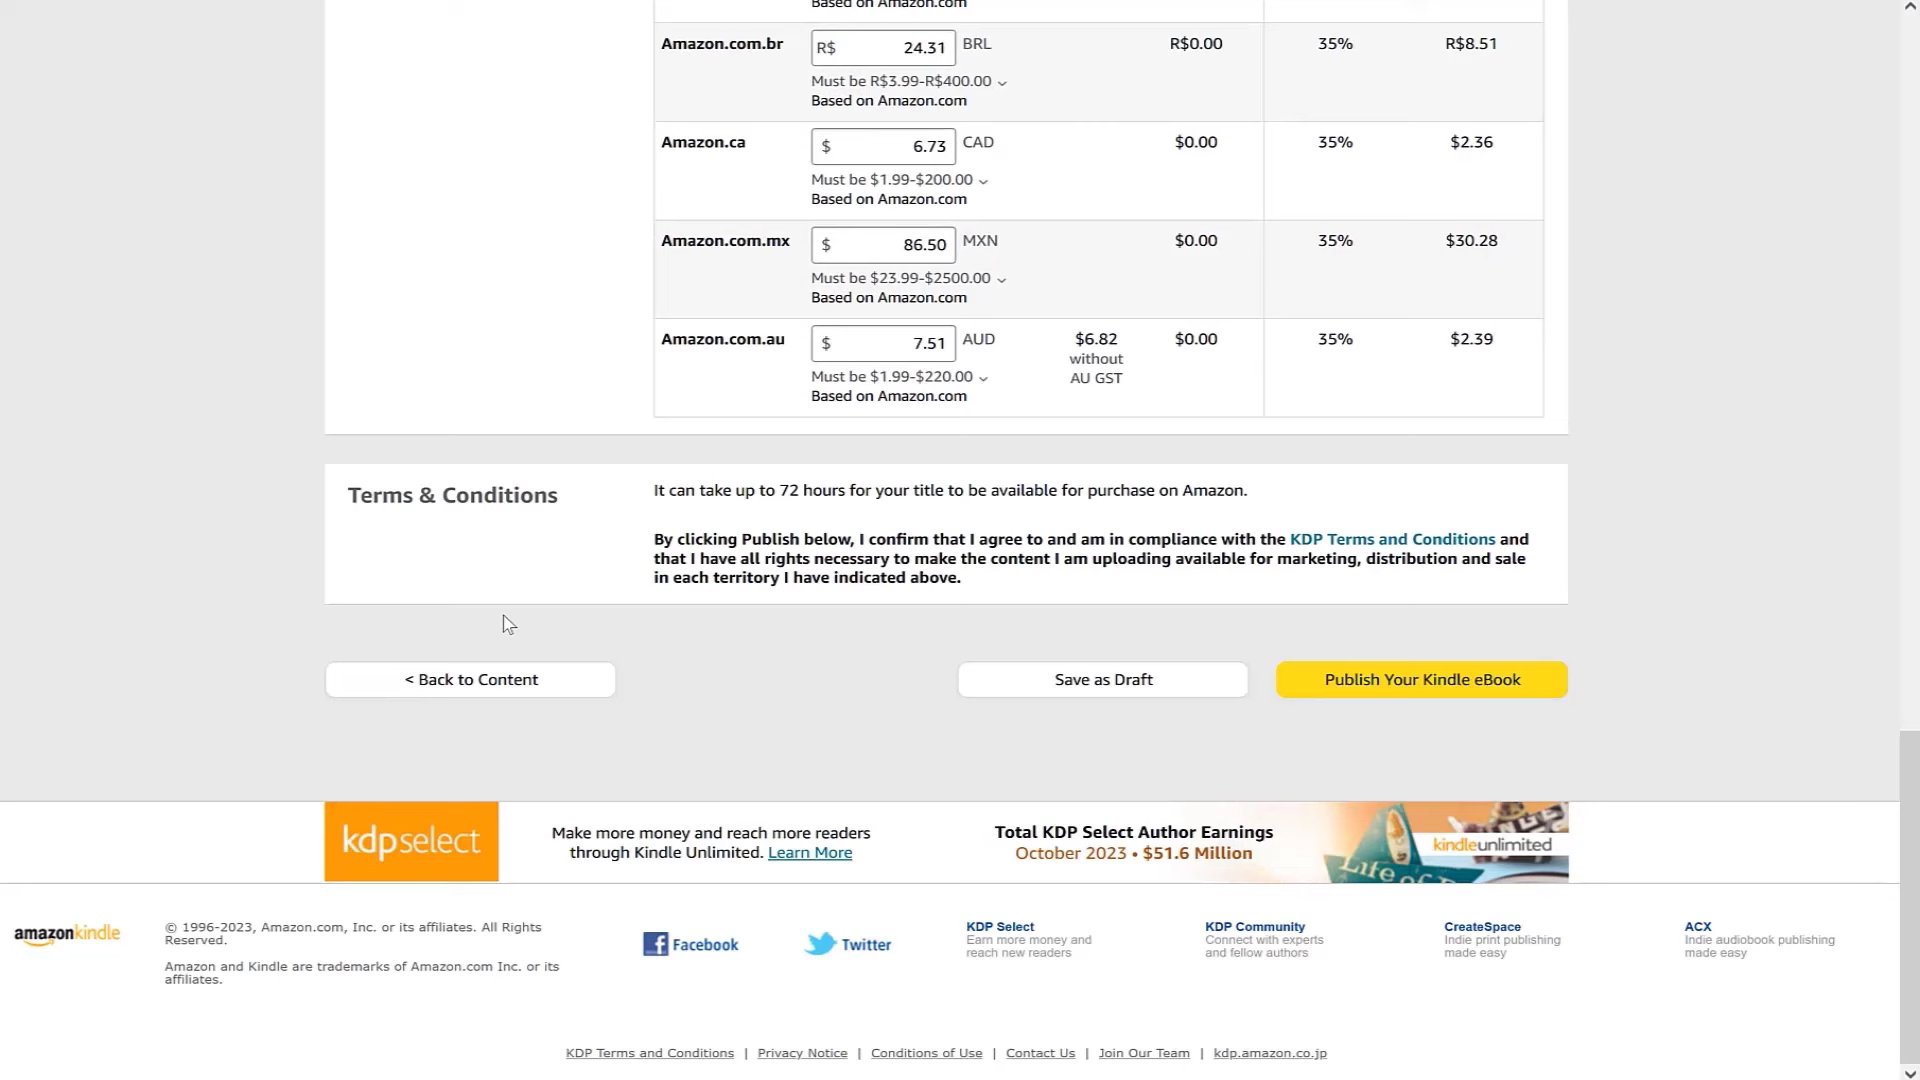 Based on Amazon.com
Amazon.com.br R$ 24.31 BRL R$0.00 35% R$8.51
Must be R$3.99-R$400.00
Based on Amazon.com
Amazon.ca $ 6.73 CAD $0.00 35% $2.36
Must be $1.99-$200.00
Based on Amazon.com
Amazon.com.mx $ 86.50 MXN $0.00 35% $30.28
Must be $23.99-$2500.00
Based on Amazon.com
Amazon.com.au $ 7.51 AUD $6.82 $0.00 35% $2.39
without
Must be $1.99-$220.00 AU GST
Based on Amazon.com
Terms & Conditions
It can take up to 72 hours for your title to be available for purchase on Amazon.
By clicking Publish below, I confirm that I agree to and am in compliance with the KDP Terms and Conditions and
that I have all rights necessary to make the content I am uploading available for marketing, distribution and sale
in each territory I have indicated above.
< Back to Content Save as Draft Publish Your Kindle eBook
kdpselect
Make more money and reach more readers
through Kindle Unlimited. Learn More
Total KDP Select Author Earnings
October 2023 • $51.6 Million
kindleunlimited
Life of
amazonkindle
© 1996-2023, Amazon.com, Inc. or its affiliates. All Rights
Reserved.
Amazon and Kindle are trademarks of Amazon.com Inc. or its
affiliates.
Facebook
Twitter
KDP Select
Earn more money and
reach new readers
KDP Community
Connect with experts
and fellow authors
CreateSpace
Indie print publishing
made easy
ACX
Indie audiobook publishing
made easy
KDP Terms and Conditions | Privacy Notice | Conditions of Use | Contact Us | Join Our Team | kdp.amazon.co.jp